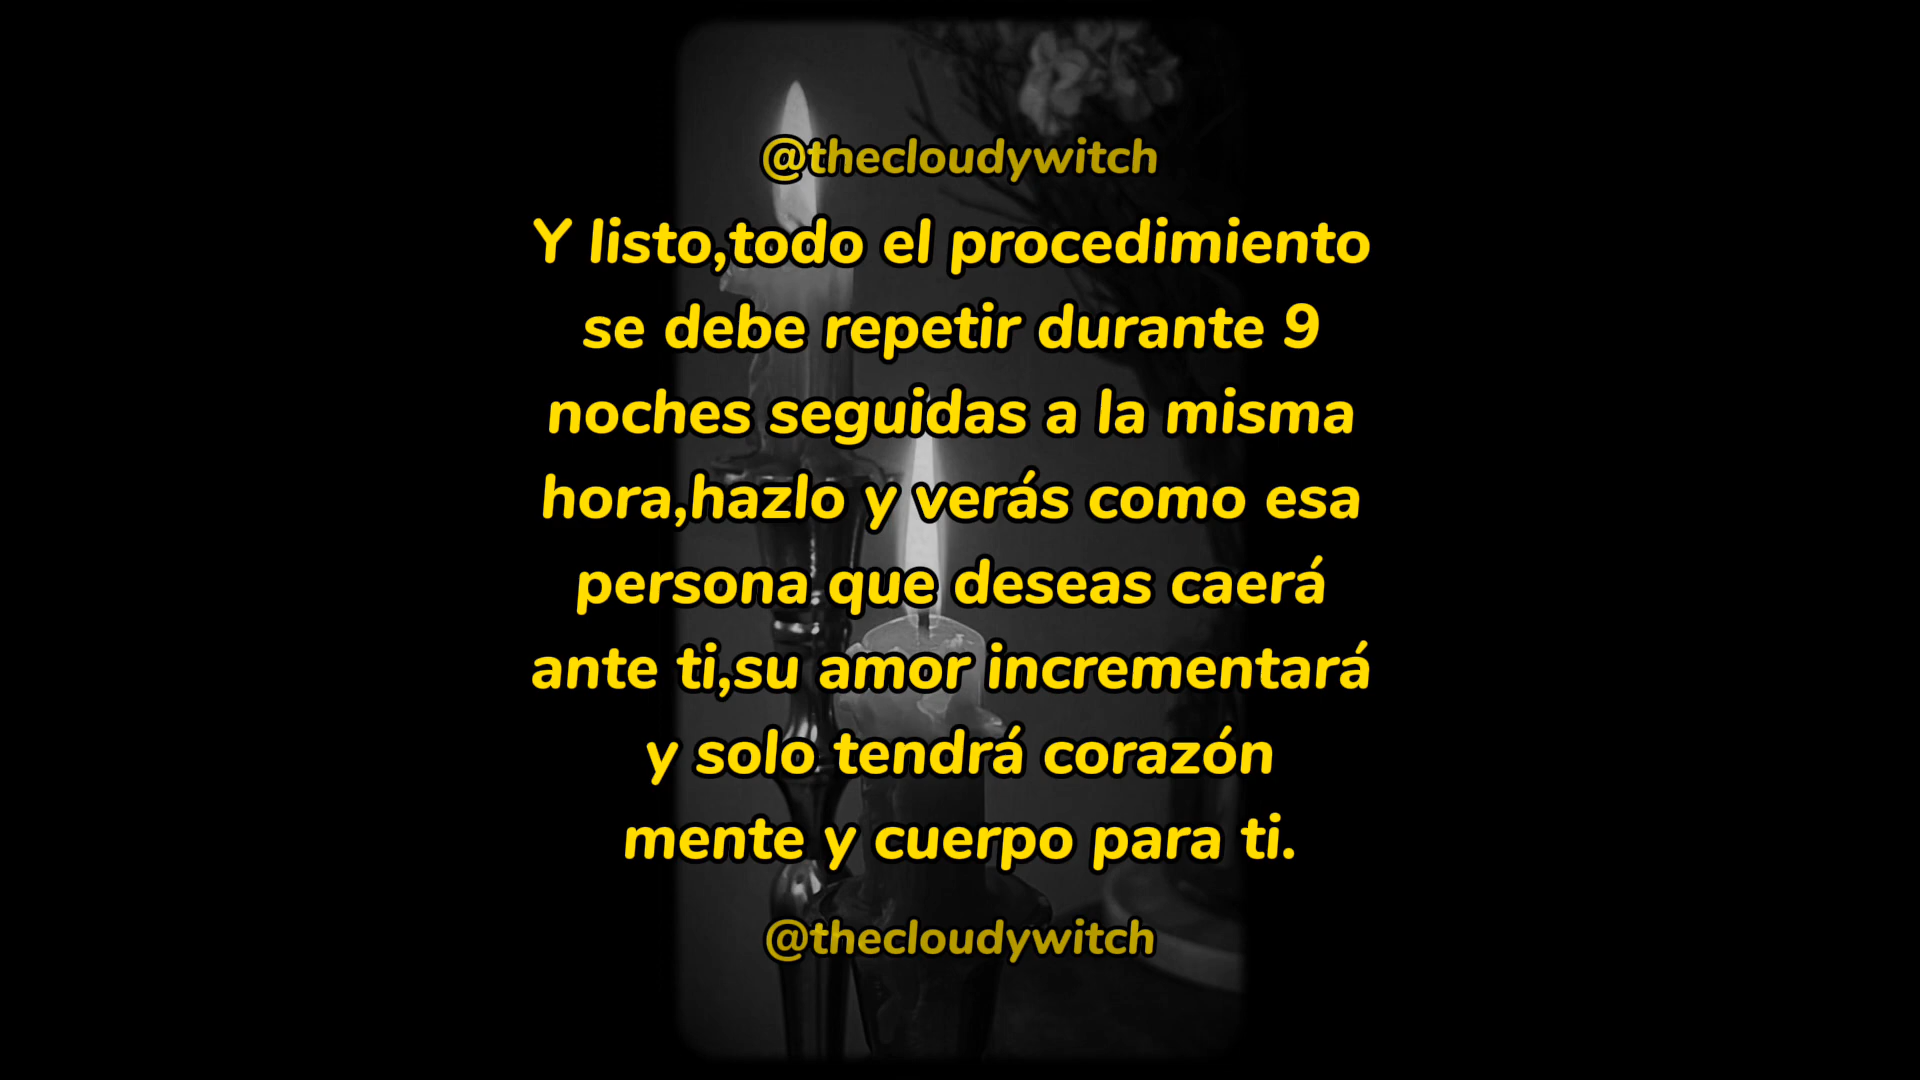 @thecloudywitch
Y listo,todo el procedimiento
se debe repetir durante 9
noches seguidas a la misma
hora,hazlo y verás como esa
persona que deseas caerá
ante ti,su amor incrementará
y solo tendrá corazón
mente y cuerpo para ti.
@thecloudywitch